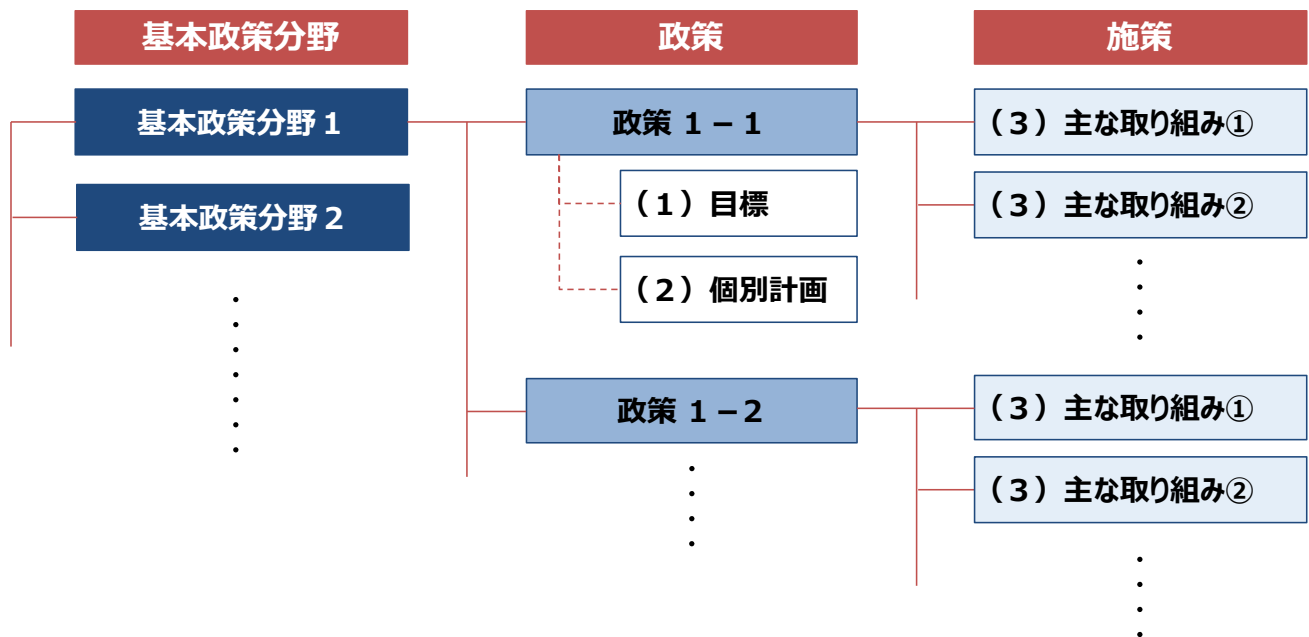 基本政策分野
政策
施策
基本政策分野１
政策 １－１
（３）主な取り組み①
基本政策分野２
（１）目標
（３）主な取り組み②
（２）個別計画
政策 １－２
（３）主な取り組み①
（３）主な取り組み②